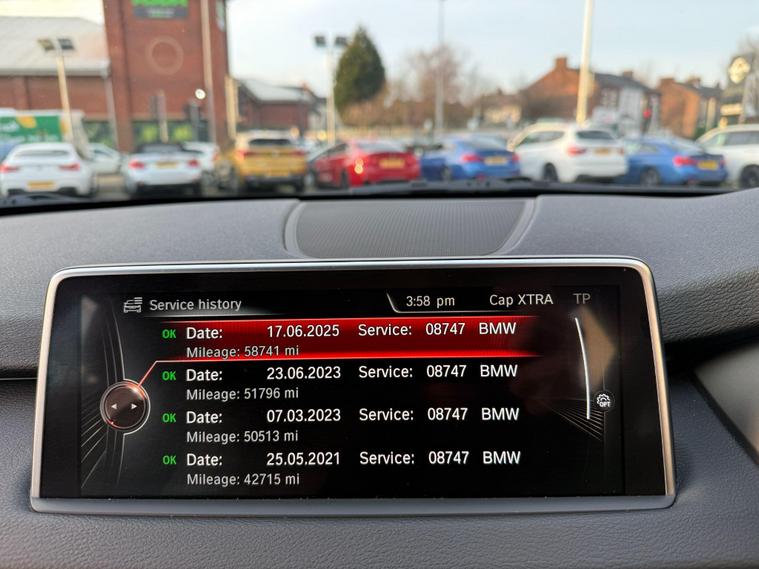 Service history 3:58 pm Cap XTRA TP
OK Date: 17.06.2025 Service: 08747 BMW
Mileage: 58741 mi
OK Date: 23.06.2023 Service: 08747 BMW
Mileage: 51796 mi
OK Date: 07.03.2023 Service: 08747 BMW
Mileage: 50513 mi
OPT
OK Date: 25.05.2021 Service: 08747 BMW
Mileage: 42715 mi